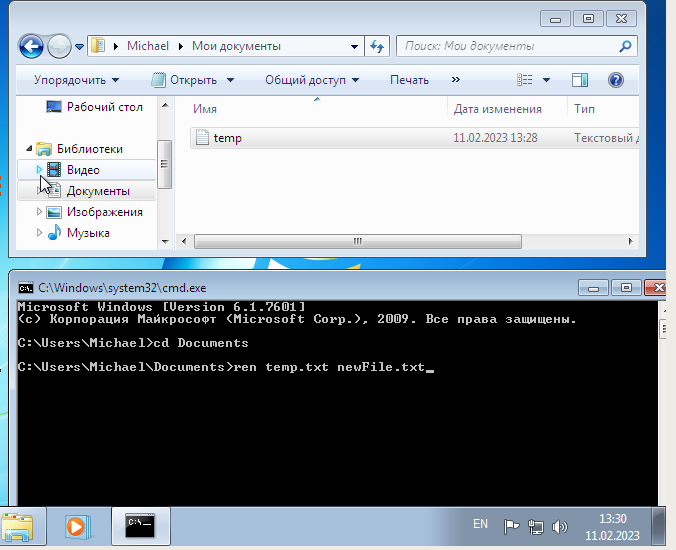 Michael Мои документы Поиск: Мои документы
Упорядочить Открыть Общий доступ Печать »
Рабочий стол
Библиотеки
Видео
Документы
Изображения
Музыка
Имя Дата изменения Тип
temp 11.02.2023 13:28 Текстовый
C:\Windows\system32\cmd.exe
Microsoft Windows [Version 6.1.7601]
(c) Корпорация Майкрософт (Microsoft Corp.), 2009. Все права защищены.
C:\Users\Michael>cd Documents
C:\Users\Michael\Documents>ren temp.txt newFile.txt_
C:\
EN
13:30
11.02.2023